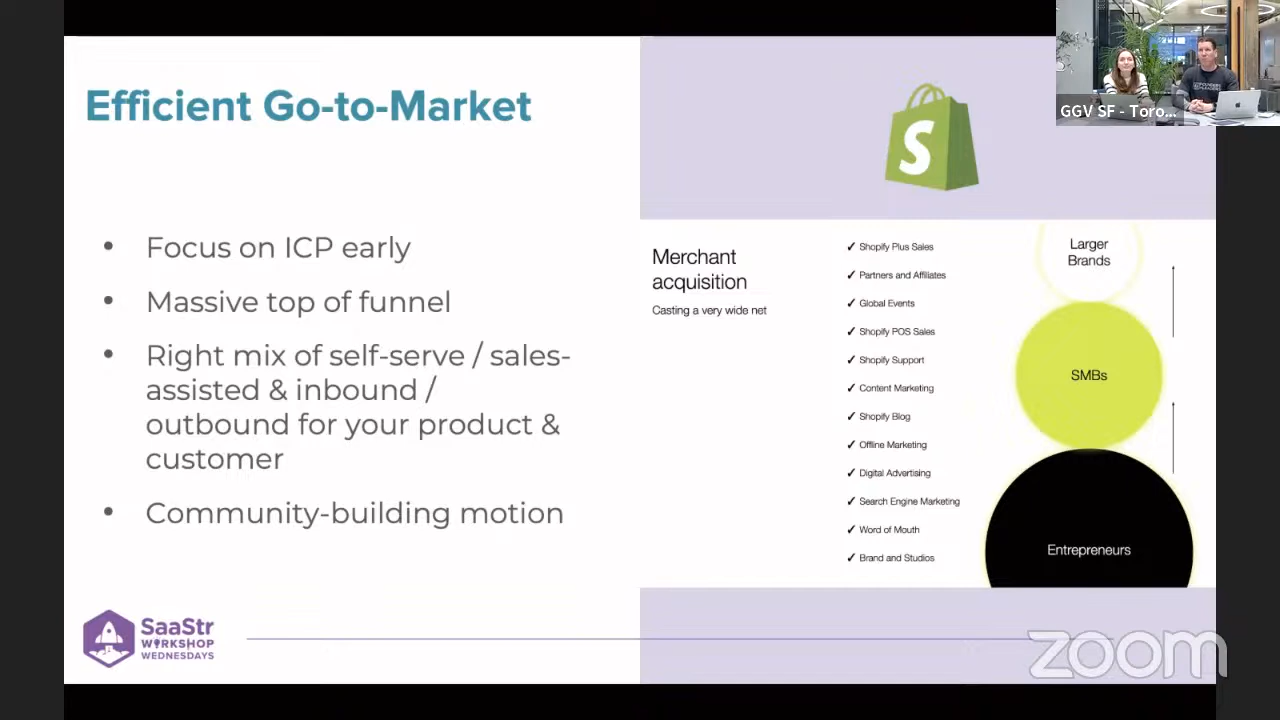 Efficient Go-to-Market
• Focus on ICP early
• Massive top of funnel
• Right mix of self-serve / sales-
assisted & inbound /
outbound for your product &
customer
• Community-building motion
SaaStr
WORKSHOP
WEDNESDAYS
S
Merchant
acquisition
Casting a very wide net
✓ Shopify Plus Sales
✓ Partners and Affiliates
✓ Global Events
✓ Shopify POS Sales
✓ Shopify Support
✓ Content Marketing
✓ Shopify Blog
✓ Offline Marketing
✓ Digital Advertising
✓ Search Engine Marketing
✓ Word of Mouth
✓ Brand and Studios
Larger
Brands
SMBs
Entrepreneurs
GGV SF - Toro...
zoom